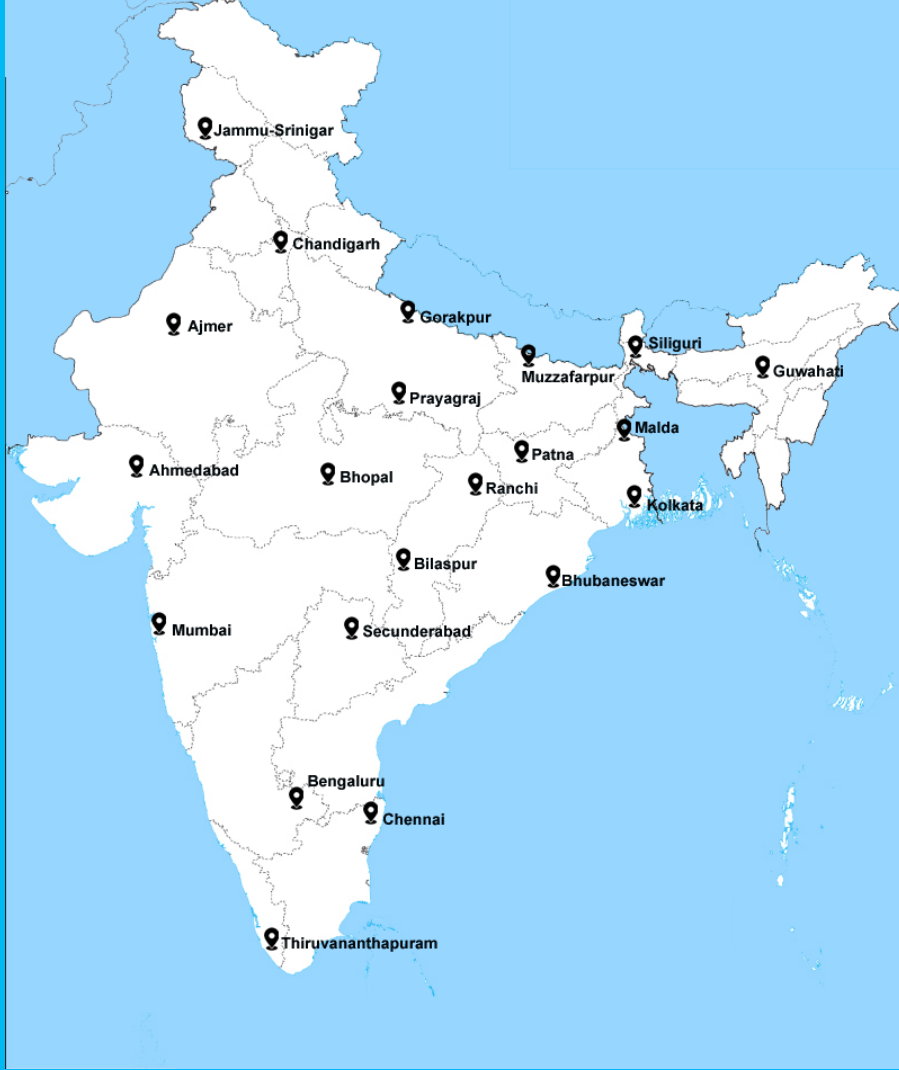 Jammu-Srinigar
Chandigarh
Gorakpur
Ajmer
Siliguri
Guwahati
Muzzafarpur
Prayagraj
Malda
Patna
Ahmedabad
Bhopal
Ranchi
Kolkata
Bilaspur
Bhubaneswar
Mumbai
Secunderabad
Bengaluru
Chennai
Thiruvananthapuram